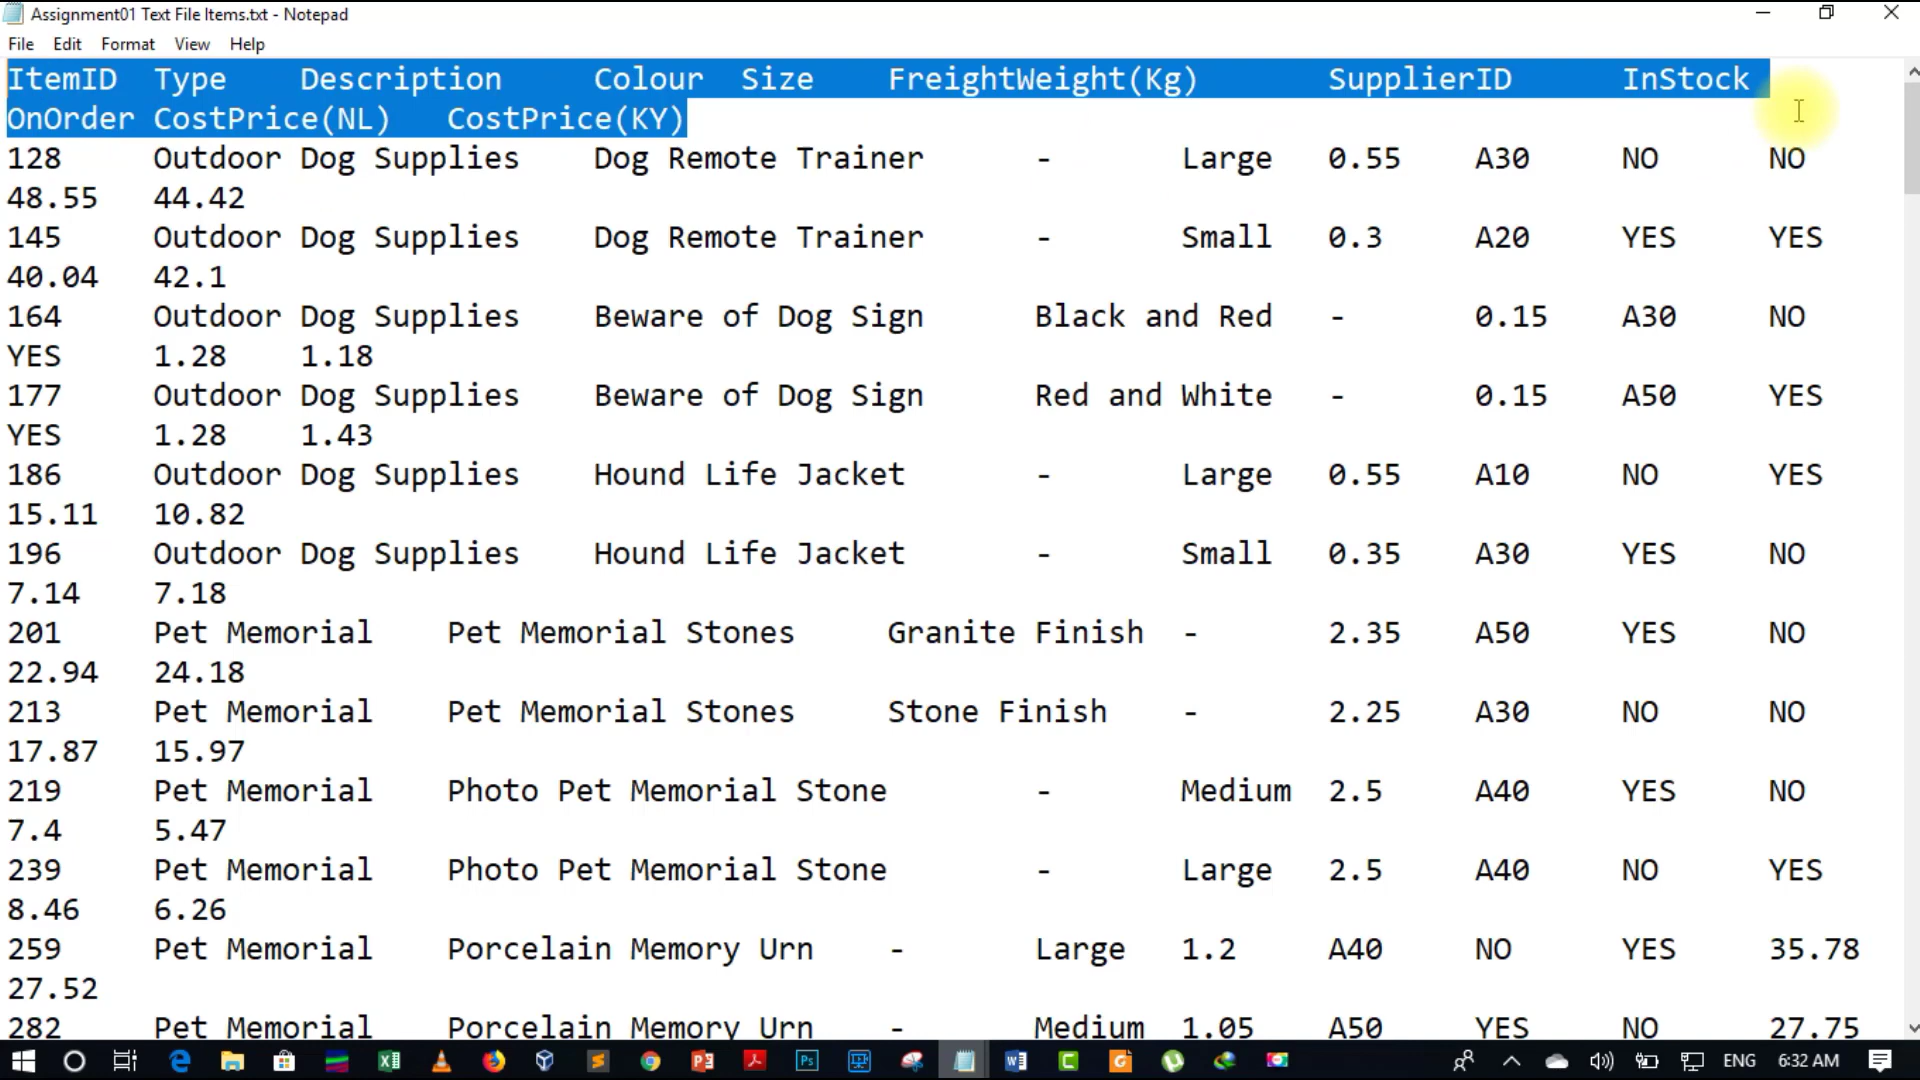 Assignment01 Text File Items.txt - Notepad
File Edit Format View Help
ItemID Type Description Colour Size FreightWeight(Kg) SupplierID InStock
OnOrder CostPrice(NL) CostPrice(KY)
128 Outdoor Dog Supplies Dog Remote Trainer - Large 0.55 A30 NO NO
48.55 44.42
145 Outdoor Dog Supplies Dog Remote Trainer - Small 0.3 A20 YES YES
40.04 42.1
164 Outdoor Dog Supplies Beware of Dog Sign Black and Red - 0.15 A30 NO
YES 1.28 1.18
177 Outdoor Dog Supplies Beware of Dog Sign Red and White - 0.15 A50 YES
YES 1.28 1.43
186 Outdoor Dog Supplies Hound Life Jacket - Large 0.55 A10 NO YES
15.11 10.82
196 Outdoor Dog Supplies Hound Life Jacket - Small 0.35 A30 YES NO
7.14 7.18
201 Pet Memorial Pet Memorial Stones Granite Finish - 2.35 A50 YES NO
22.94 24.18
213 Pet Memorial Pet Memorial Stones Stone Finish - 2.25 A30 NO NO
17.87 15.97
219 Pet Memorial Photo Pet Memorial Stone - Medium 2.5 A40 YES NO
7.4 5.47
239 Pet Memorial Photo Pet Memorial Stone - Large 2.5 A40 NO YES
8.46 6.26
259 Pet Memorial Porcelain Memory Urn - Large 1.2 A40 NO YES 35.78
27.52
282 Pet Memorial Porcelain Memory Urn - Medium 1.05 A50 YES NO 27.75
ENG 6:32 AM